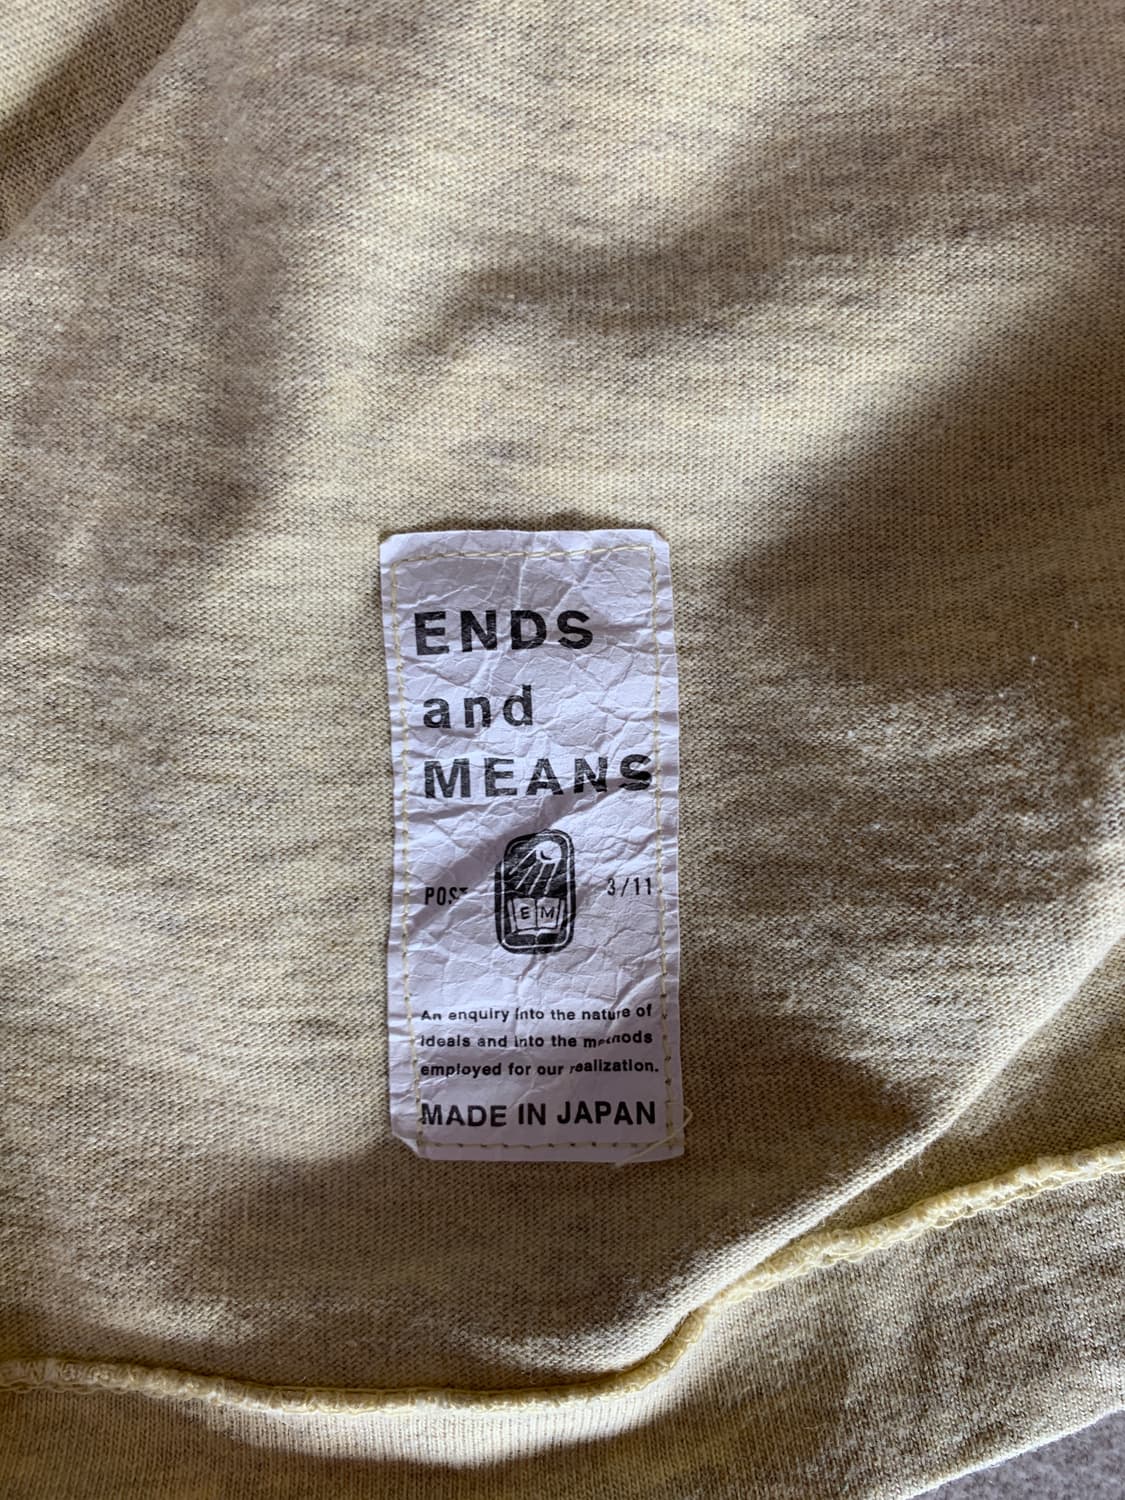 ENDS
and
MEANS
POST 3/11
E M
An enquiry into the nature of
ideals and into the methods
employed for our realization.
MADE IN JAPAN